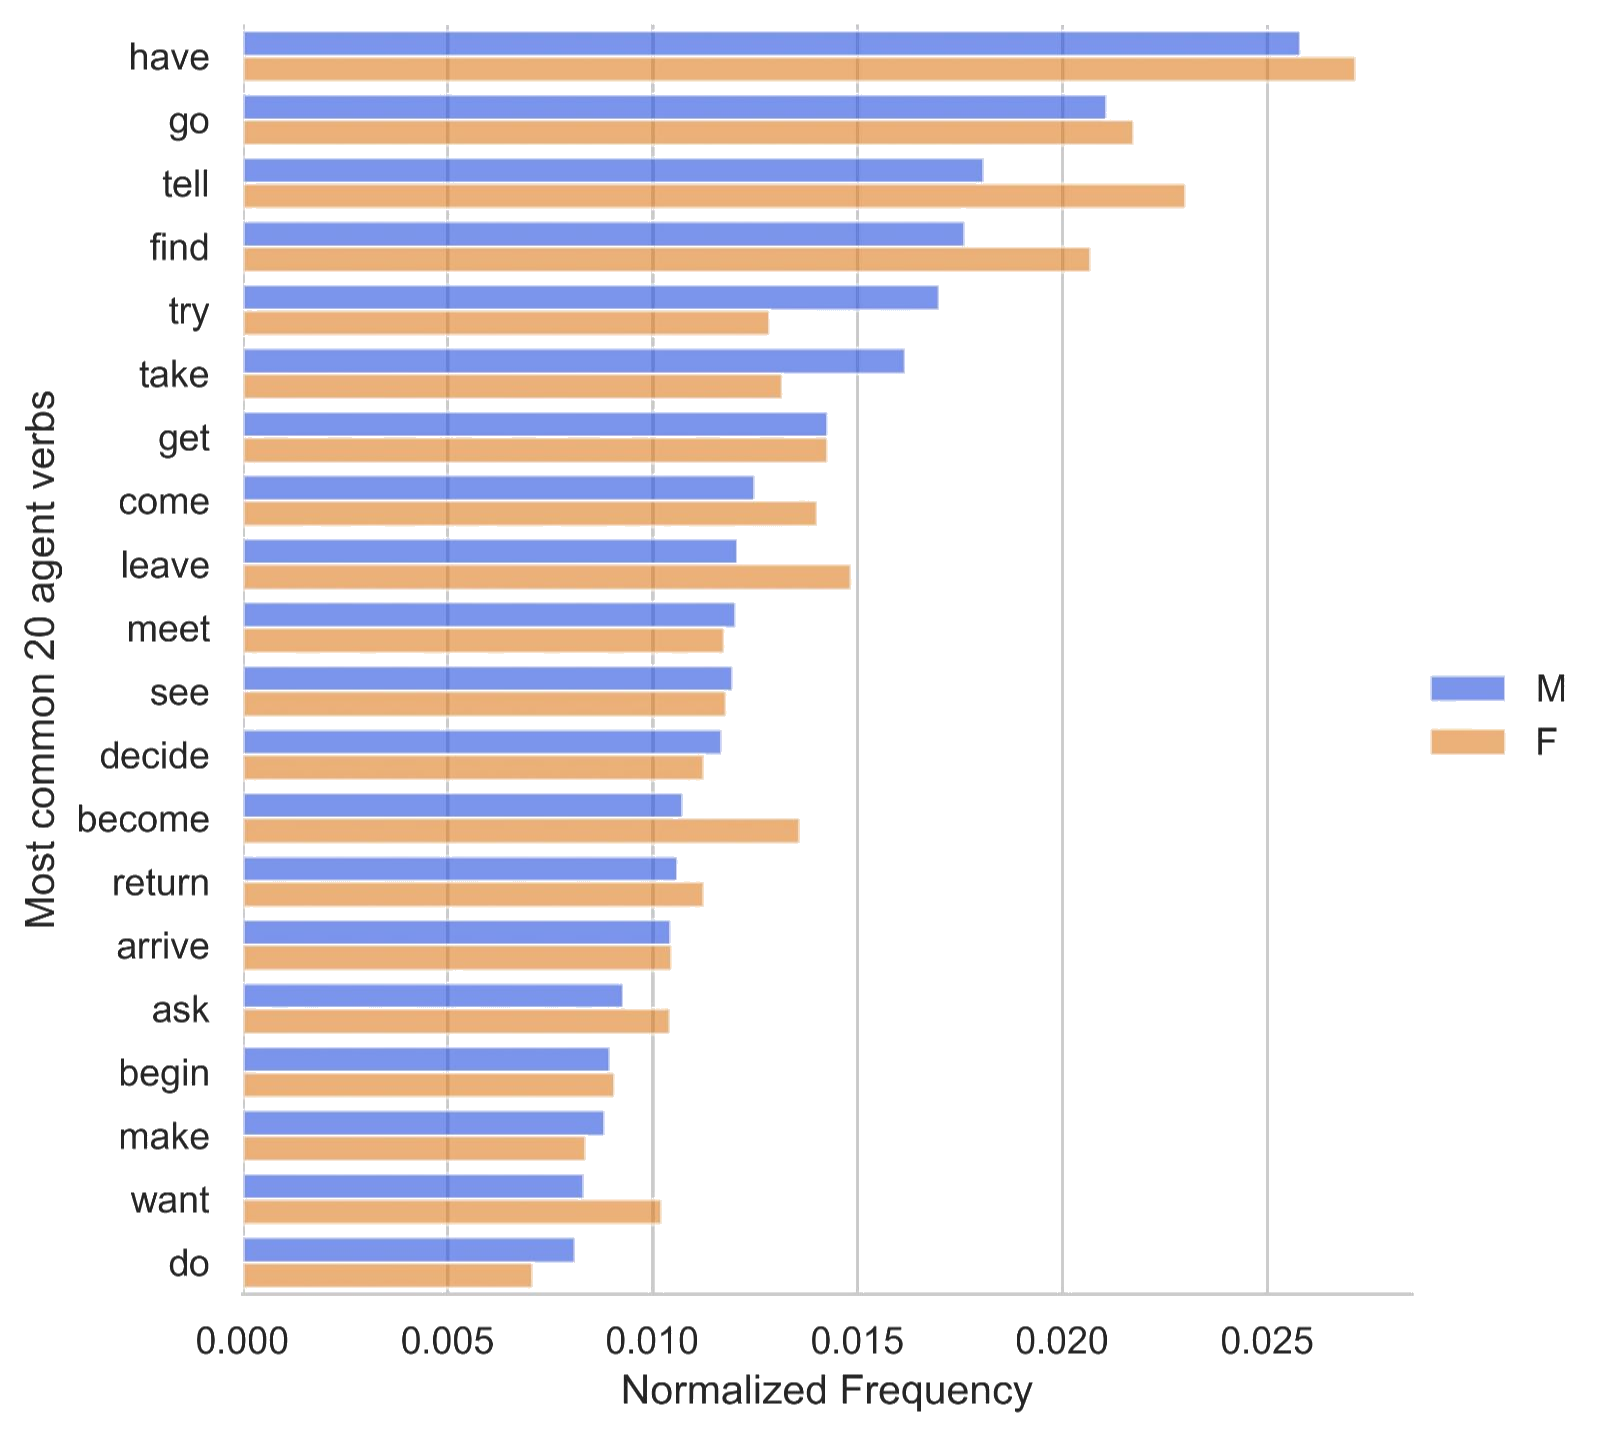 Most common 20 agent verbs
have
go
tell
find
try
take
get
come
leave
meet
see
decide
become
return
arrive
ask
begin
make
want
do
0.000 0.005 0.010 0.015 0.020 0.025
Normalized Frequency
M
F